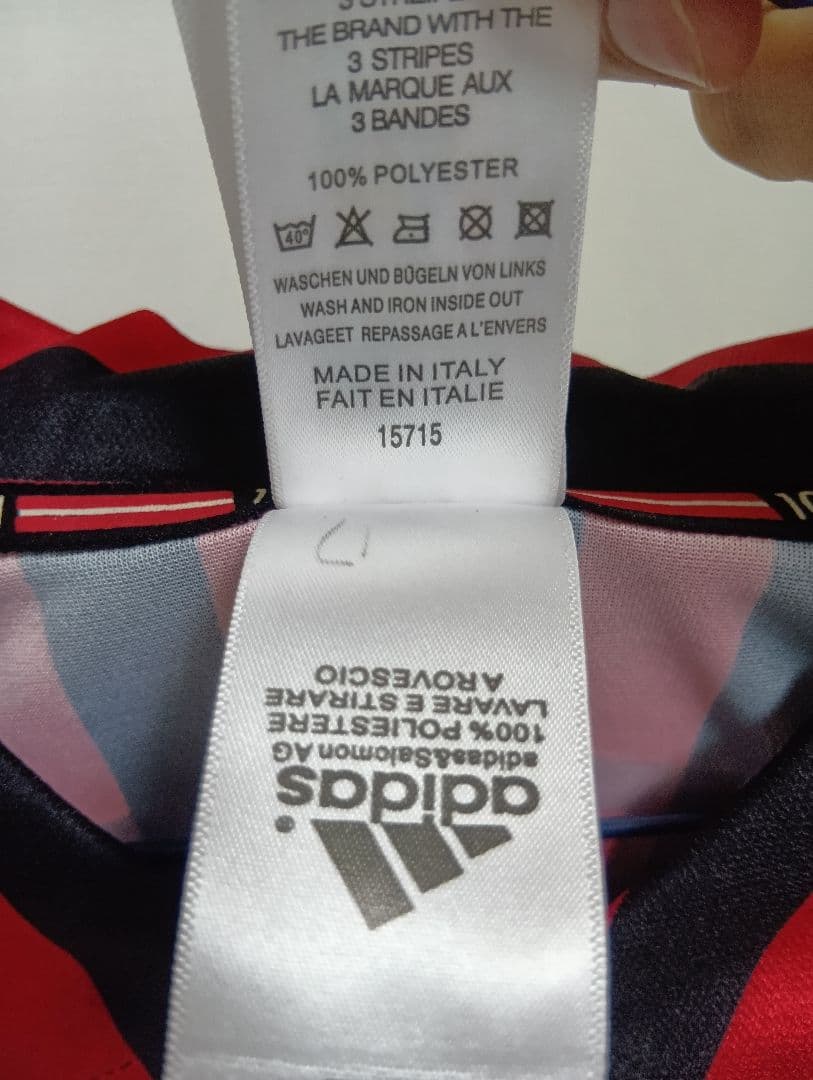 THE BRAND WITH THE
3 STRIPES
LA MARQUE AUX
3 BANDES
100% POLYESTER
40°
WASCHEN UND BÜGELN VON LINKS
WASH AND IRON INSIDE OUT
LAVAGEET REPASSAGE A L'ENVERS
MADE IN ITALY
FAIT EN ITALIE
15715
adidas
adidas&Salomon AG
100% POLIESTERE
LAVARE E STIRARE
A ROVESCIO